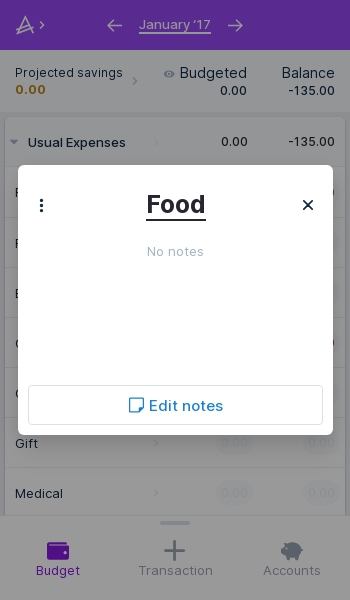 January ‘17
Projected savings
0.00
Budgeted
0.00
Balance
-135.00
Usual Expenses
0.00
-135.00
Food
No notes
Edit notes
Gift
0.00
0.00
Medical
0.00
0.00
Budget
Transaction
Accounts